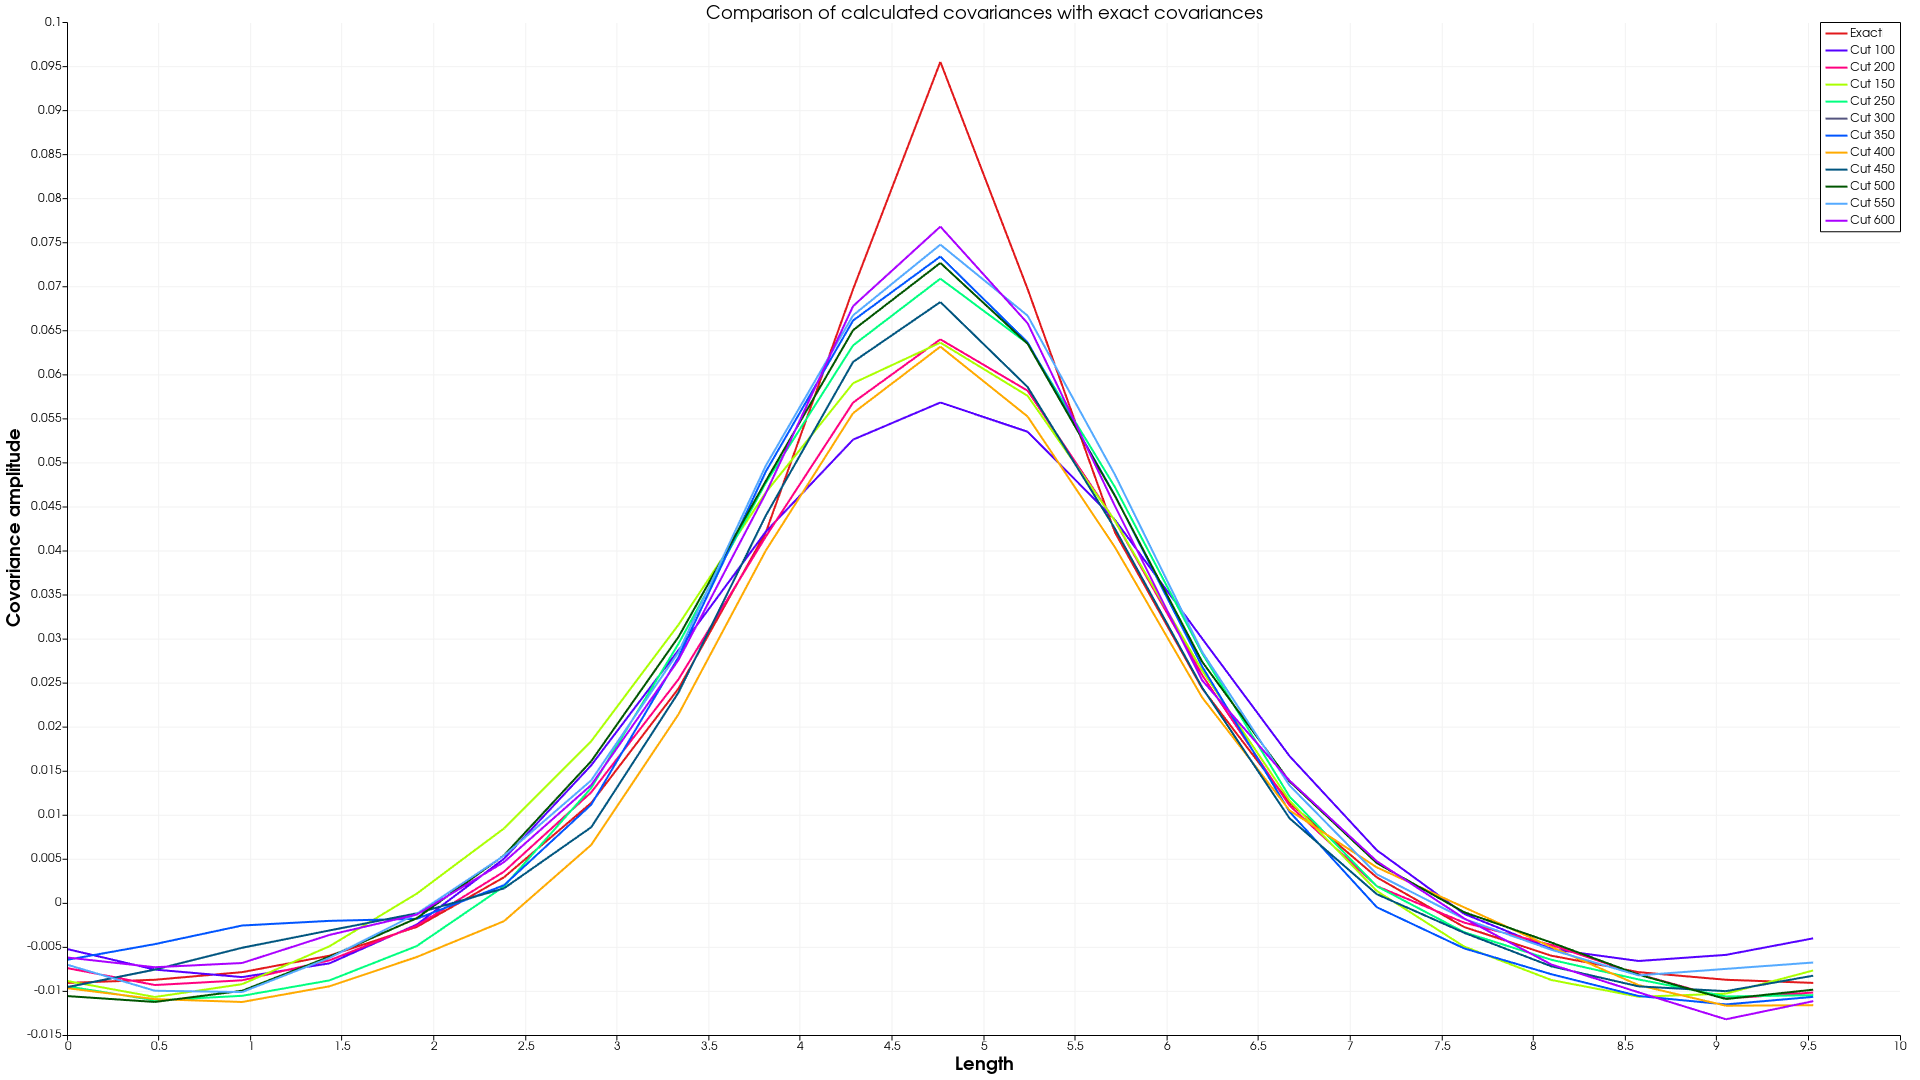 Comparison of calculated covariances with exact covariances
0.1
0.095
0.09
0.085
0.08
0.075
0.07
0.065
0.06
0.055
0.05
0.045
0.04
0.035
0.03
0.025
0.02
0.015
0.01
0.005
0
-0.005
-0.01
-0.015
Covariance amplitude
0 0.5 1 1.5 2 2.5 3 3.5 4 4.5 5 5.5 6 6.5 7 7.5 8 8.5 9 9.5 10
Length
Exact
Cut 100
Cut 200
Cut 150
Cut 250
Cut 300
Cut 350
Cut 400
Cut 450
Cut 500
Cut 550
Cut 600